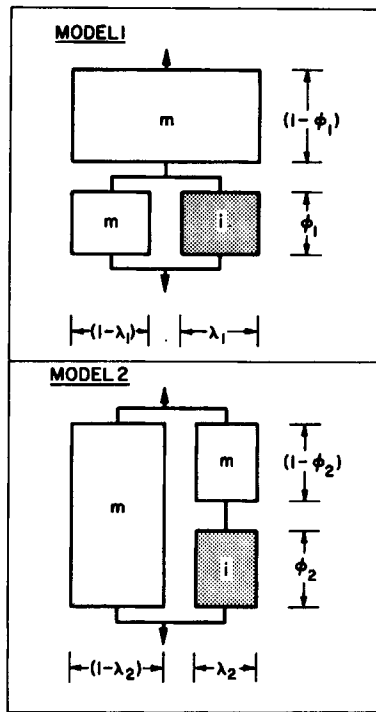 MODEL 1
m
(1-ϕ₁)
m
i
ϕ₁
(1-λ₁)
λ₁
MODEL 2
m
m
(1-ϕ₂)
i
ϕ₂
(1-λ₂)
λ₂